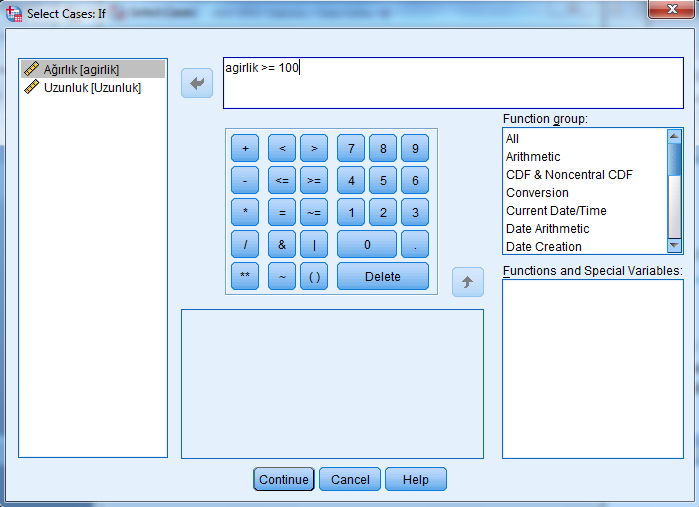 Select Cases: If
Ağırlık [agirlik]
Uzunluk [Uzunluk]
agirlik >= 100
+ < > 7 8 9
- <= >= 4 5 6
* = ~= 1 2 3
/ & | 0 .
** ~ ( ) Delete
Function group:
All
Arithmetic
CDF & Noncentral CDF
Conversion
Current Date/Time
Date Arithmetic
Date Creation
Functions and Special Variables:
Continue Cancel Help